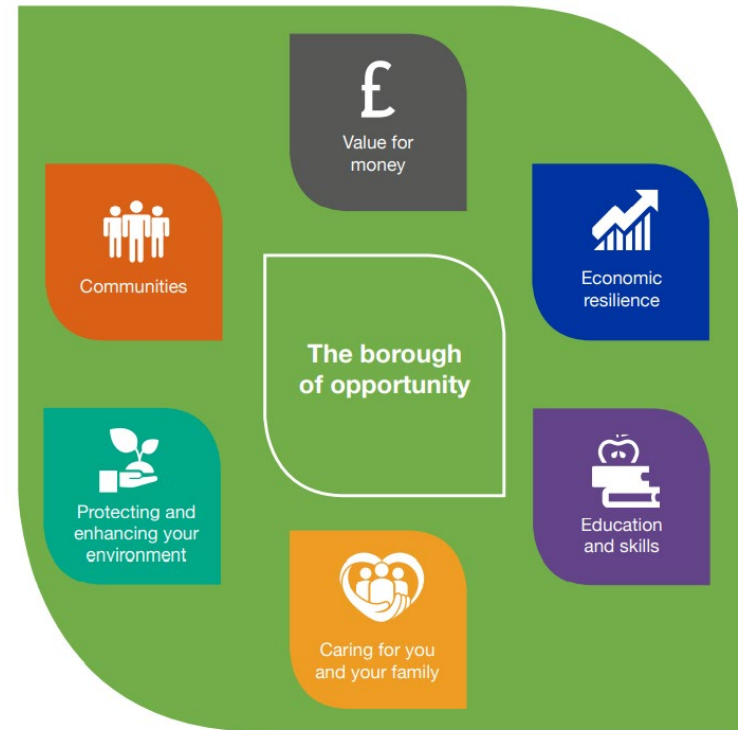 £
Value for
money
Communities
Economic
resilience
The borough
of opportunity
Protecting and
enhancing your
environment
Education
and skills
Caring for you
and your family